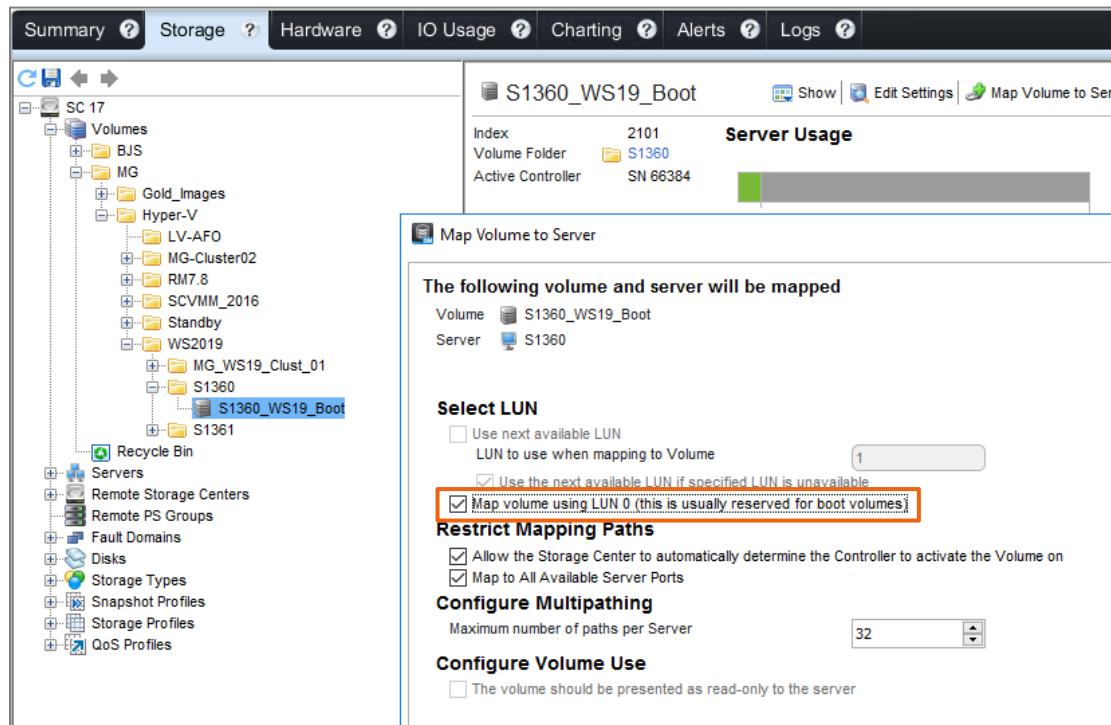 Summary ? Storage ? Hardware ? IO Usage ? Charting ? Alerts ? Logs ?
SC 17
Volumes
BJS
MG
Gold_Images
Hyper-V
LV-AFO
MG-Cluster02
RM7.8
SCVMM_2016
Standby
WS2019
MG_WS19_Clust_01
S1360
S1360_WS19_Boot
S1361
Recycle Bin
Servers
Remote Storage Centers
Remote PS Groups
Fault Domains
Disks
Storage Types
Snapshot Profiles
Storage Profiles
QoS Profiles
S1360_WS19_Boot Show Edit Settings Map Volume to Ser
Index 2101 Server Usage
Volume Folder S1360
Active Controller SN 66384
Map Volume to Server
The following volume and server will be mapped
Volume S1360_WS19_Boot
Server S1360
Select LUN
Use next available LUN
LUN to use when mapping to Volume 1
Use the next available LUN if specified LUN is unavailable
Map volume using LUN 0 (this is usually reserved for boot volumes)
Restrict Mapping Paths
Allow the Storage Center to automatically determine the Controller to activate the Volume on
Map to All Available Server Ports
Configure Multipathing
Maximum number of paths per Server 32
Configure Volume Use
The volume should be presented as read-only to the server